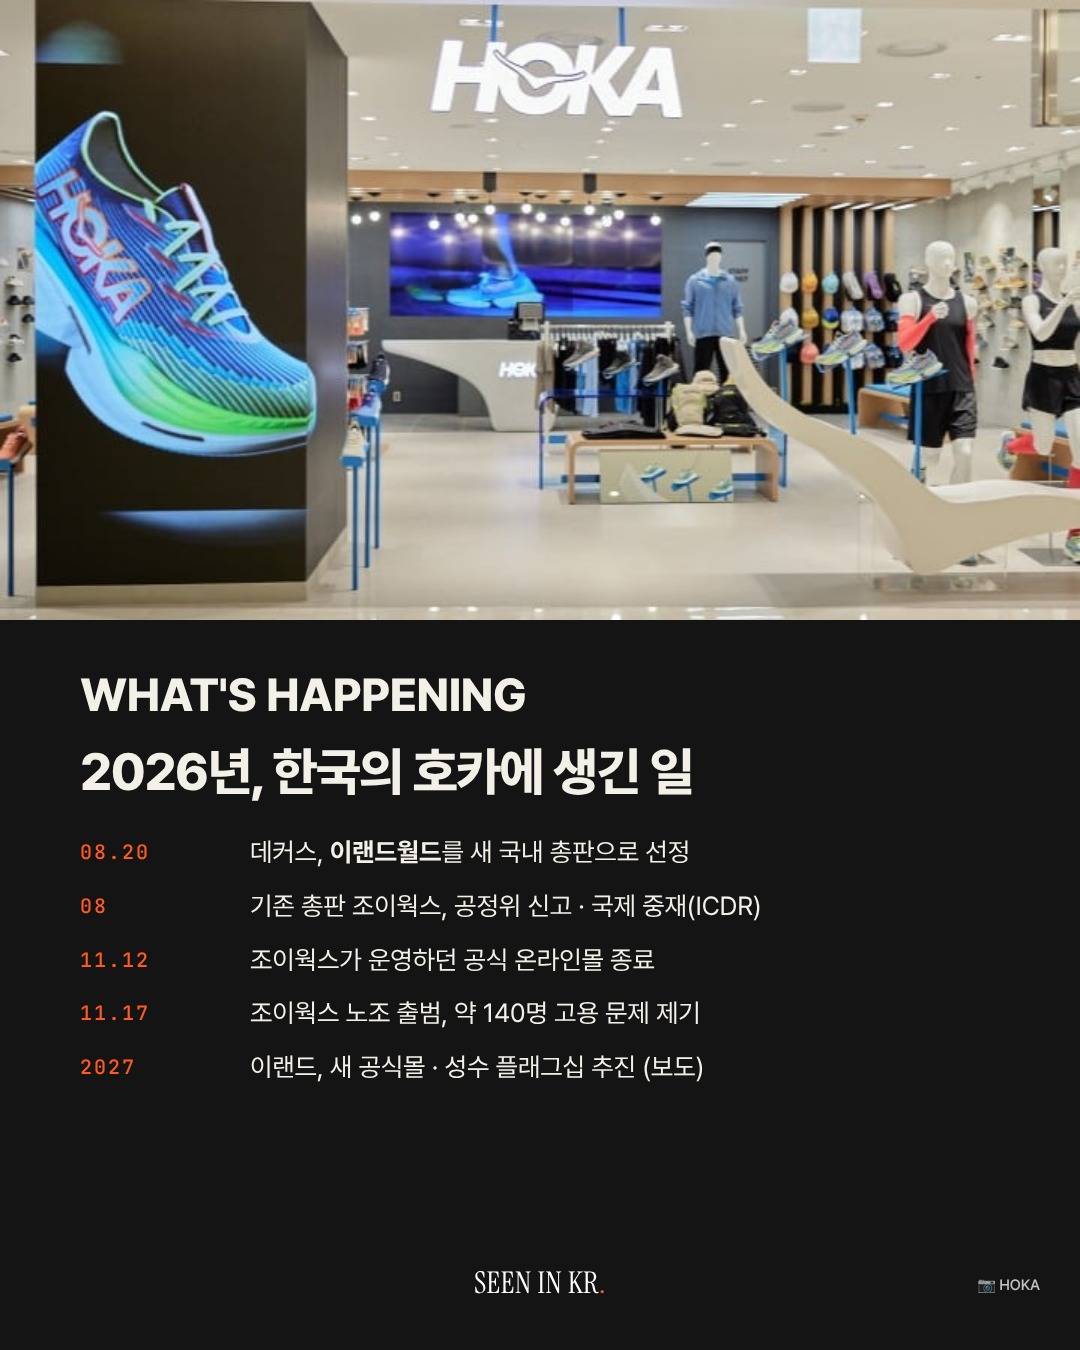 HOKA
HOKA
HOK
WHAT'S HAPPENING
2026년, 한국의 호카에 생긴 일
08.20 데커스, 이랜드월드를 새 국내 총판으로 선정
08 기존 총판 조이웍스, 공정위 신고 · 국제 중재(ICDR)
11.12 조이웍스가 운영하던 공식 온라인몰 종료
11.17 조이웍스 노조 출범, 약 140명 고용 문제 제기
2027 이랜드, 새 공식몰 · 성수 플래그십 추진 (보도)
SEEN IN KR.
📷 HOKA